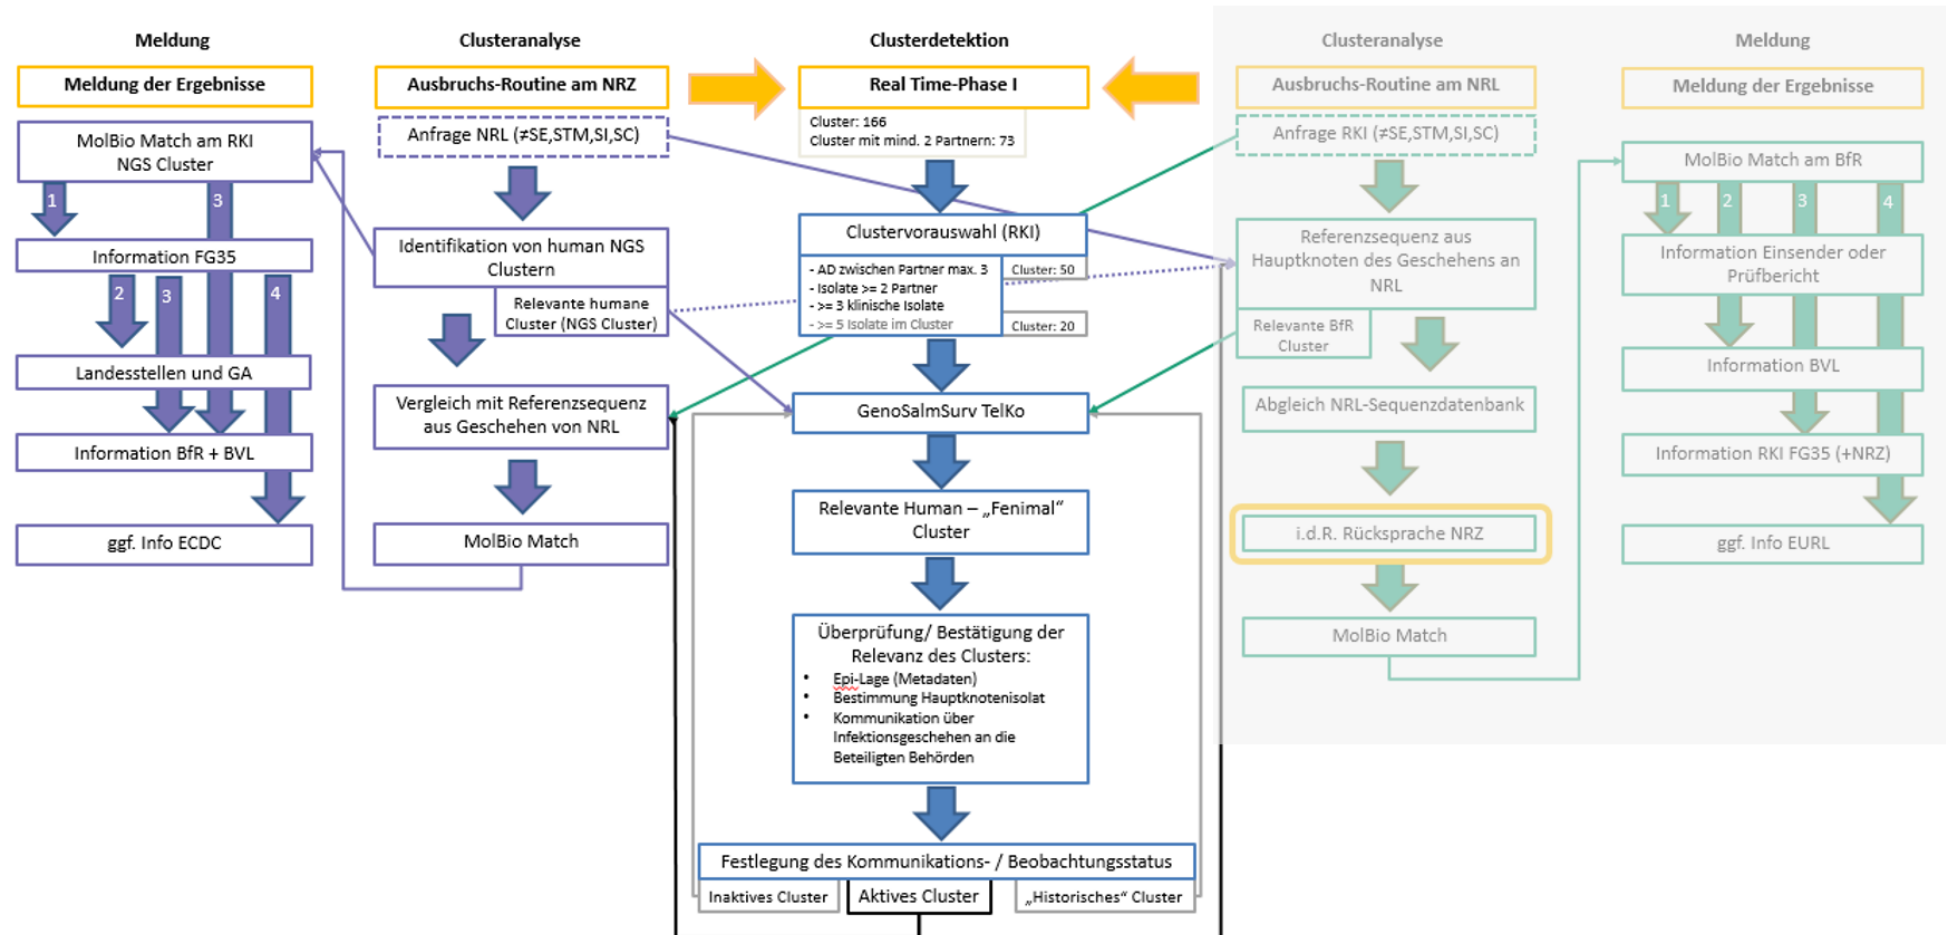 Meldung
Meldung der Ergebnisse
MolBio Match am RKI
NGS Cluster
1
3
Information FG35
2
3
4
Landesstellen und GA
Information BfR + BVL
ggf. Info ECDC
Clusteranalyse
Ausbruchs-Routine am NRZ
Anfrage NRL (≠SE,STM,SI,SC)
Identifikation von human NGS
Clustern
Relevante humane
Cluster (NGS Cluster)
Vergleich mit Referenzsequenz
aus Geschehen von NRL
MolBio Match
Clusterdetektion
Real Time-Phase I
Cluster: 166
Cluster mit mind. 2 Partnern: 73
Clustervorauswahl (RKI)
- AD zwischen Partner max. 3
- Isolate >= 2 Partner
- >= 3 klinische Isolate
- >= 5 Isolate im Cluster
Cluster: 50
Cluster: 20
GenoSalmSurv TelKo
Relevante Human – „Fenimal“
Cluster
Überprüfung/ Bestätigung der
Relevanz des Clusters:
• Epi-Lage (Metadaten)
• Bestimmung Hauptknotenisolat
• Kommunikation über
Infektionsgeschehen an die
Beteiligten Behörden
Festlegung des Kommunikations- / Beobachtungsstatus
Inaktives Cluster
Aktives Cluster
„Historisches“ Cluster
Clusteranalyse
Ausbruchs-Routine am NRL
Anfrage RKI (≠SE,STM,SI,SC)
Referenzsequenz aus
Hauptknoten des Geschehens an
NRL
Relevante BfR
Cluster
Abgleich NRL-Sequenzdatenbank
i.d.R. Rücksprache NRZ
MolBio Match
Meldung
Meldung der Ergebnisse
MolBio Match am BfR
1
2
3
4
Information Einsender oder
Prüfbericht
Information BVL
Information RKI FG35 (+NRZ)
ggf. Info EURL